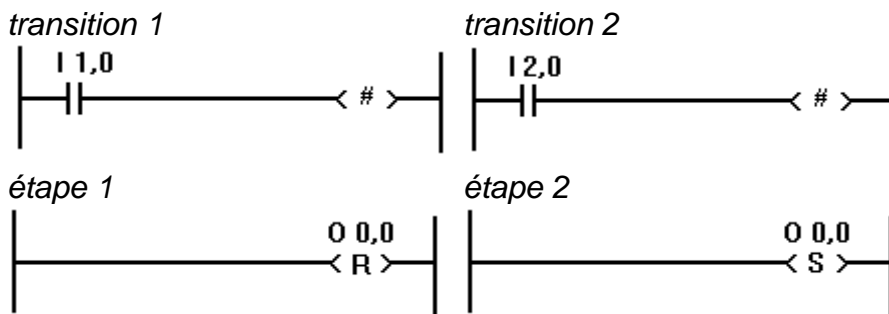 transition 1 transition 2
I 1,0 I 2,0
# #
étape 1 étape 2
O 0,0 O 0,0
R S